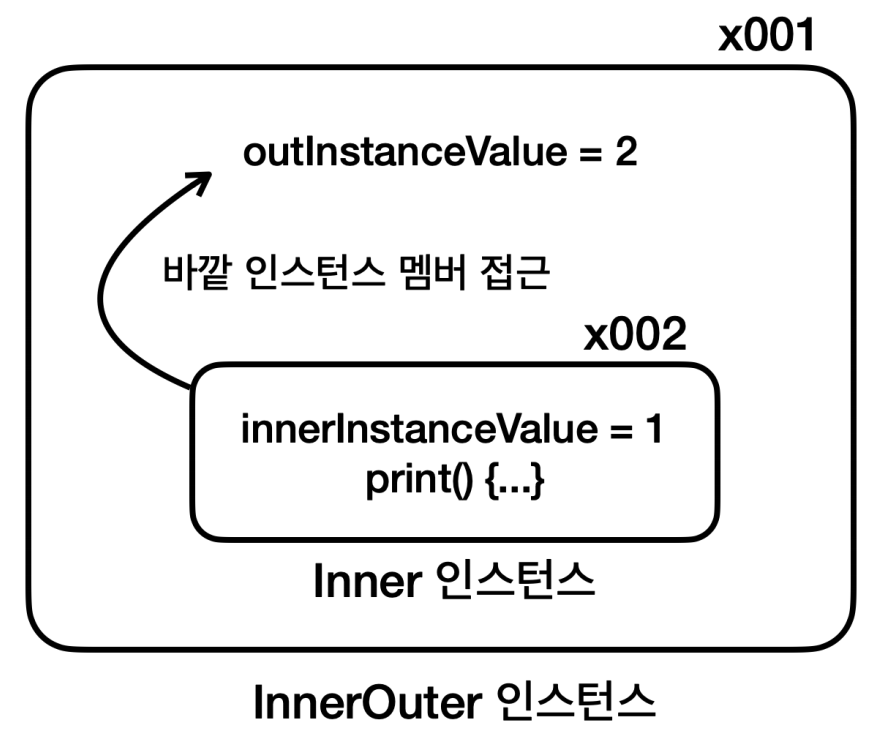 x001
outInstanceValue = 2
바깥 인스턴스 멤버 접근
x002
innerInstanceValue = 1
print() {...}
Inner 인스턴스
InnerOuter 인스턴스